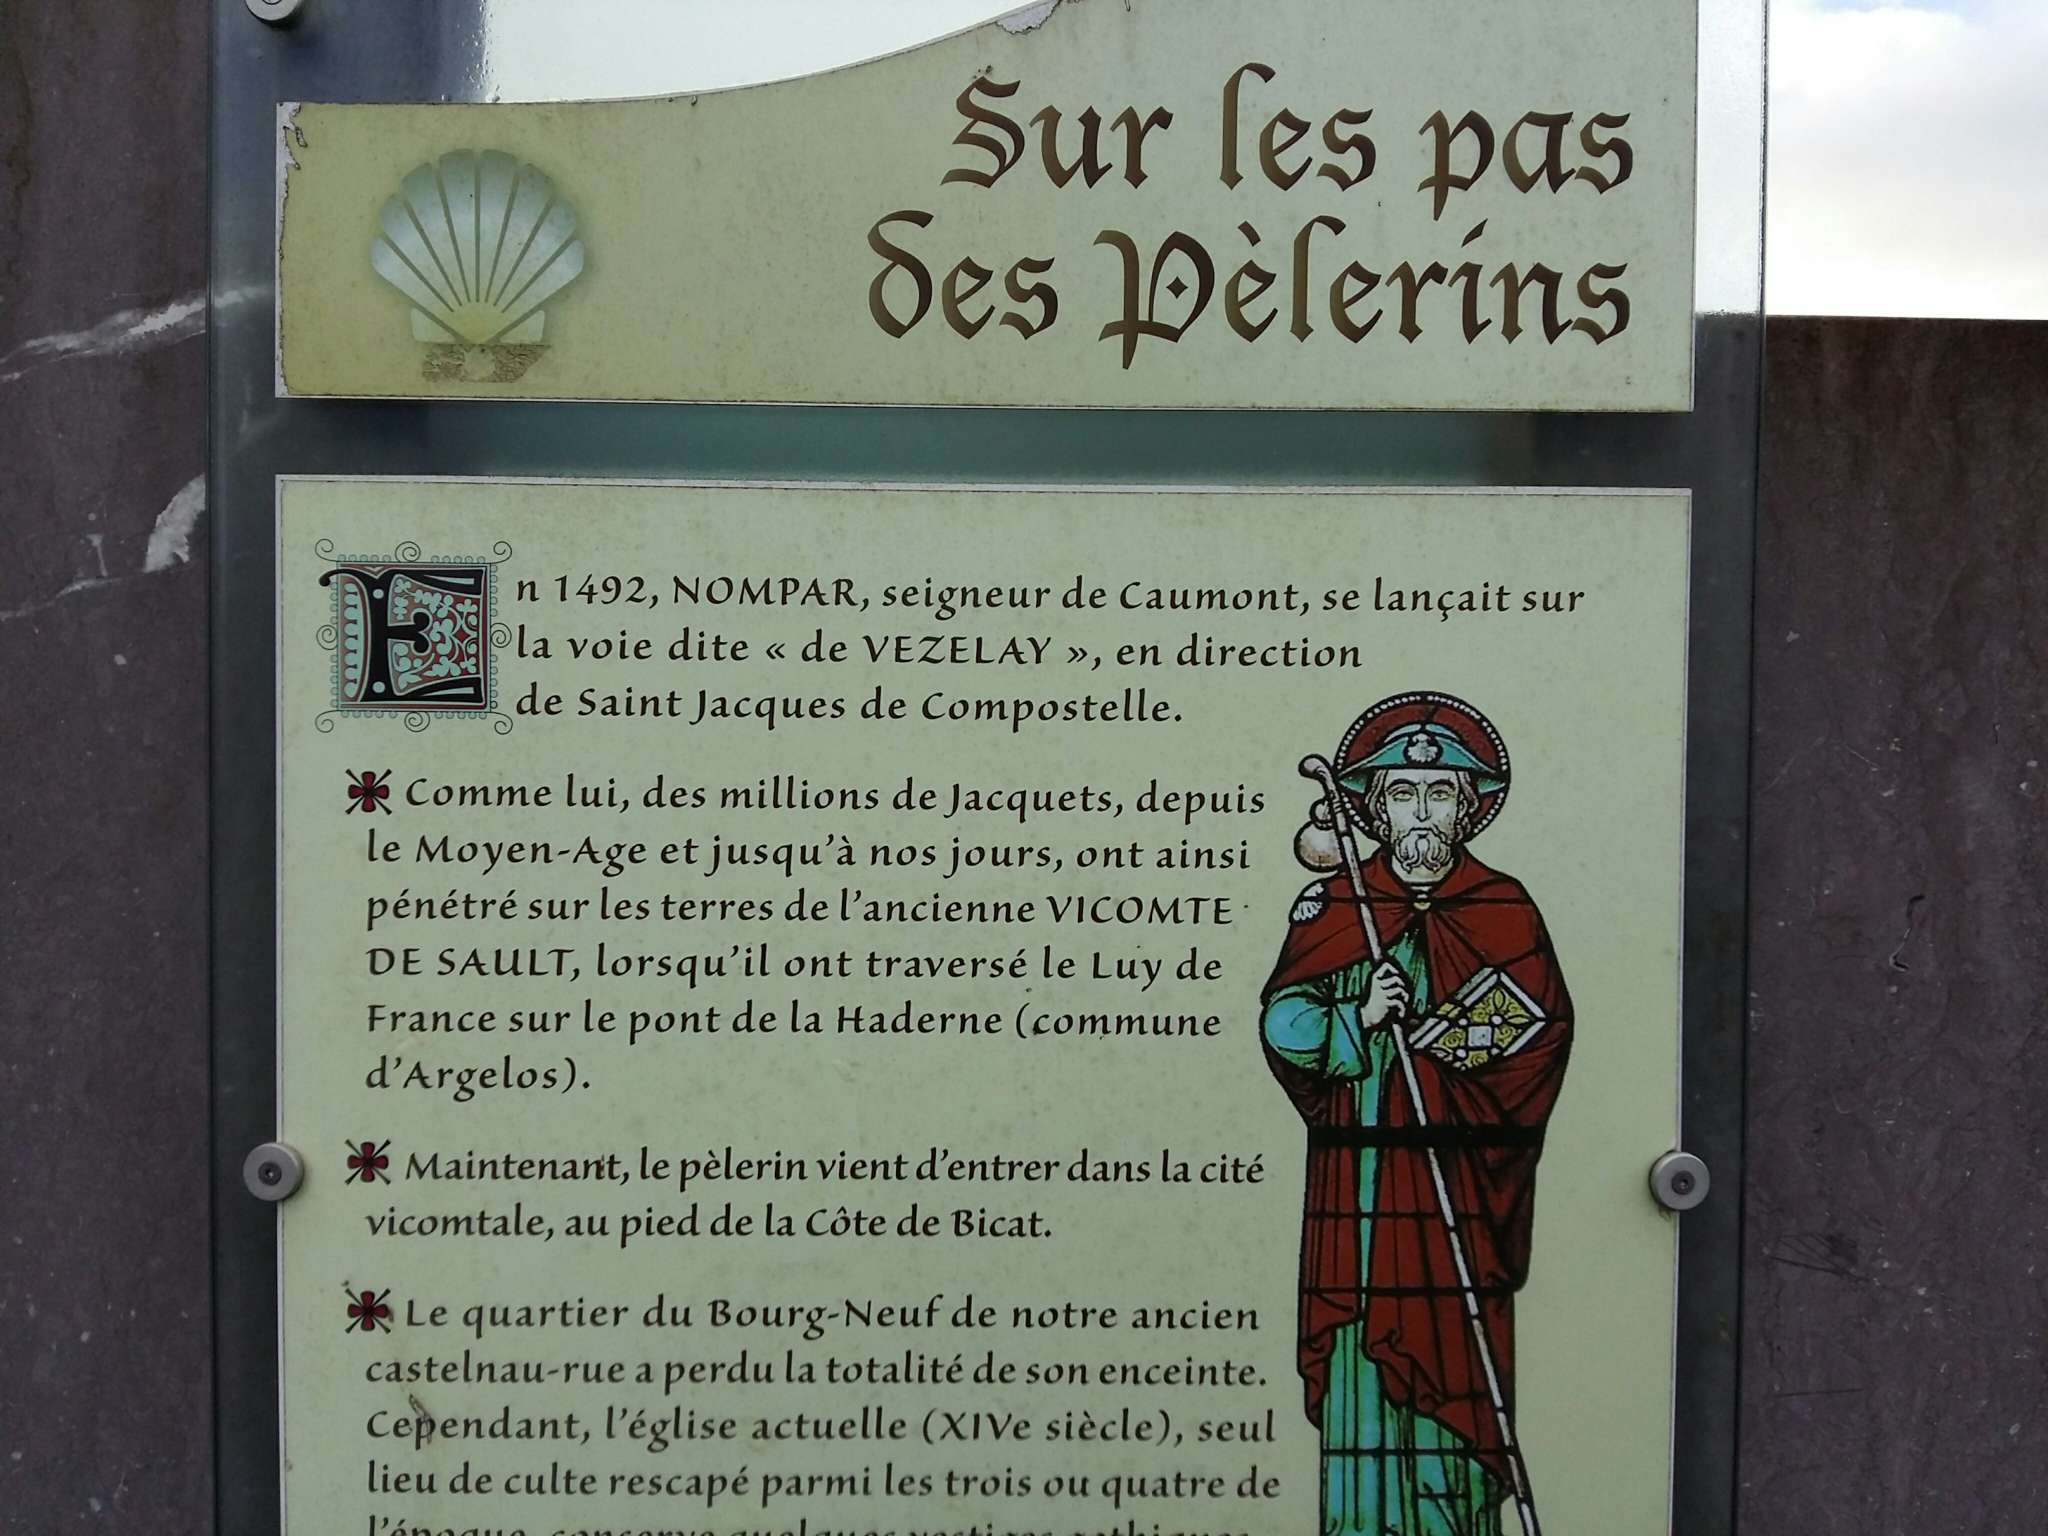 Sur les pas
des Pèlerins
En 1492, NOMPAR, seigneur de Caumont, se lançait sur
la voie dite « de VEZELAY », en direction
de Saint Jacques de Compostelle.
Comme lui, des millions de Jacquets, depuis
le Moyen-Age et jusqu'à nos jours, ont ainsi
pénétré sur les terres de l'ancienne VICOMTE
DE SAULT, lorsqu'il ont traversé le Luy de
France sur le pont de la Haderne (commune
d'Argelos).
Maintenant, le pèlerin vient d'entrer dans la cité
vicomtale, au pied de la Côte de Bicat.
Le quartier du Bourg-Neuf de notre ancien
castelnau-rue a perdu la totalité de son enceinte.
Cependant, l'église actuelle (XIVe siècle), seul
lieu de culte rescapé parmi les trois ou quatre de
l'époque, conserve quelques vestiges gothiques